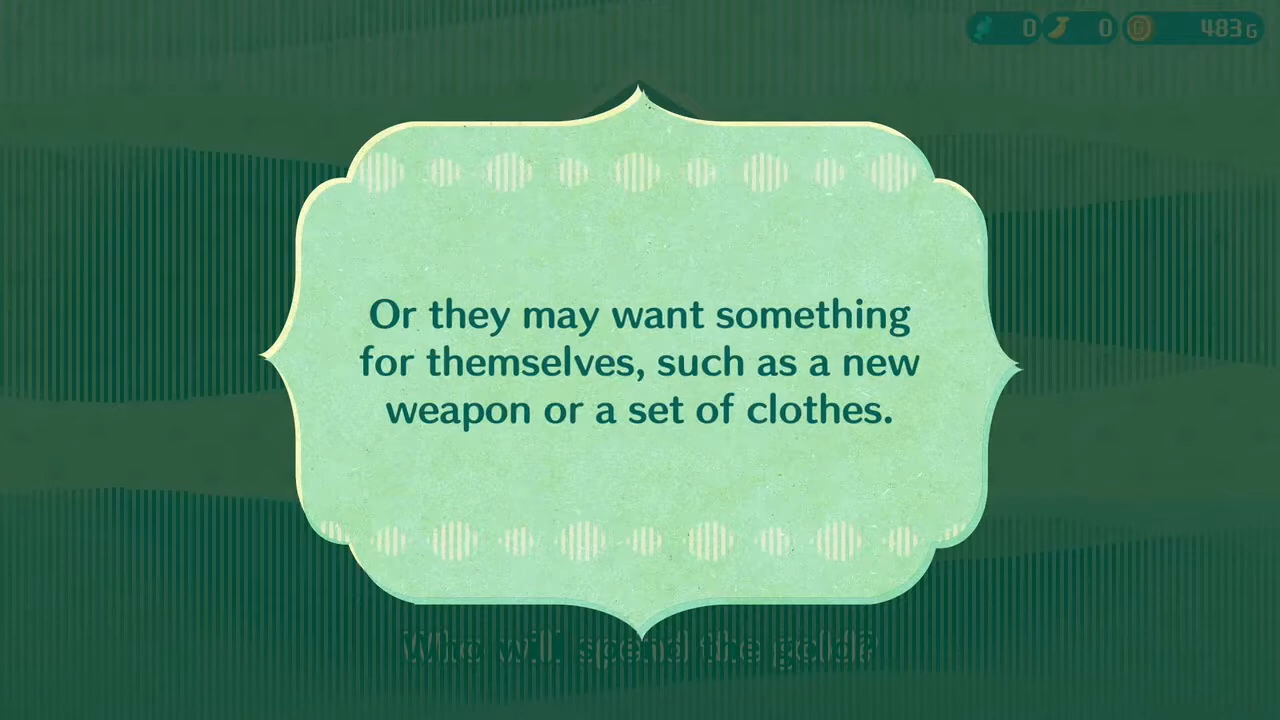 0 0 G 483G
Or they may want something
for themselves, such as a new
weapon or a set of clothes.
Who will spend the gold?